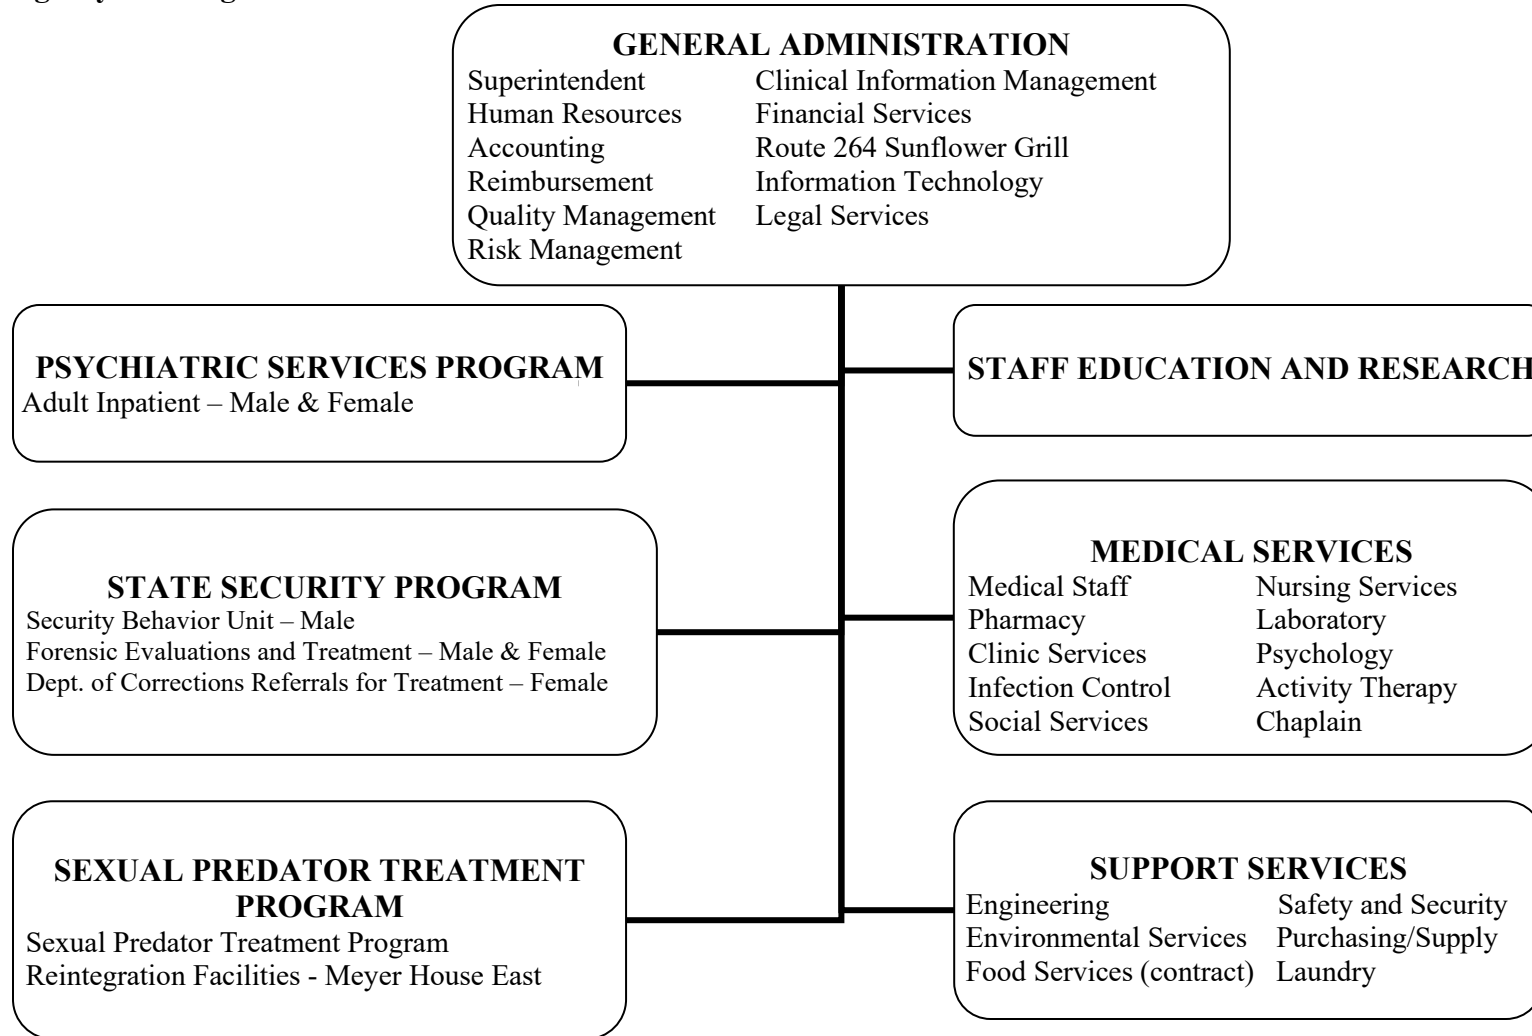 GENERAL ADMINISTRATION
Superintendent Clinical Information Management
Human Resources Financial Services
Accounting Route 264 Sunflower Grill
Reimbursement Information Technology
Quality Management Legal Services
Risk Management
PSYCHIATRIC SERVICES PROGRAM
Adult Inpatient – Male & Female
STAFF EDUCATION AND RESEARCH
STATE SECURITY PROGRAM
Security Behavior Unit – Male
Forensic Evaluations and Treatment – Male & Female
Dept. of Corrections Referrals for Treatment – Female
MEDICAL SERVICES
Medical Staff Nursing Services
Pharmacy Laboratory
Clinic Services Psychology
Infection Control Activity Therapy
Social Services Chaplain
SEXUAL PREDATOR TREATMENT
PROGRAM
Sexual Predator Treatment Program
Reintegration Facilities - Meyer House East
SUPPORT SERVICES
Engineering Safety and Security
Environmental Services Purchasing/Supply
Food Services (contract) Laundry